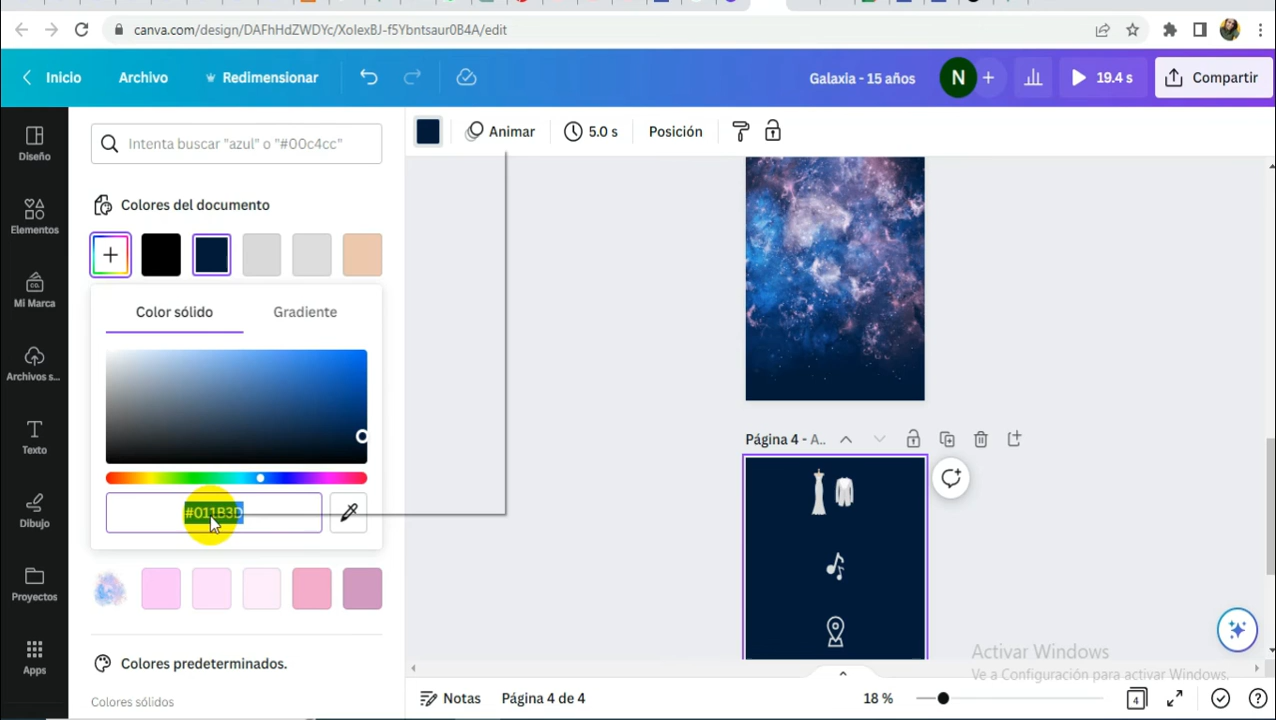 canva.com/design/DAFhHdZWDYc/XoIexBJ-f5Ybntsaur0B4A/edit
Inicio
Archivo
Redimensionar
Galaxia - 15 años
N
19.4 s
Compartir
Diseño
Elementos
Mi Marca
Archivos s...
Texto
Dibujo
Proyectos
Apps
Intenta buscar "azul" o "#00c4cc"
Colores del documento
Color sólido
Gradiente
#011B3D
Colores predeterminados.
Colores sólidos
Animar
5.0 s
Posición
Página 4 - A..
Activar Windows
Ve a Configuración para activar Windows.
Notas
Página 4 de 4
18 %
4